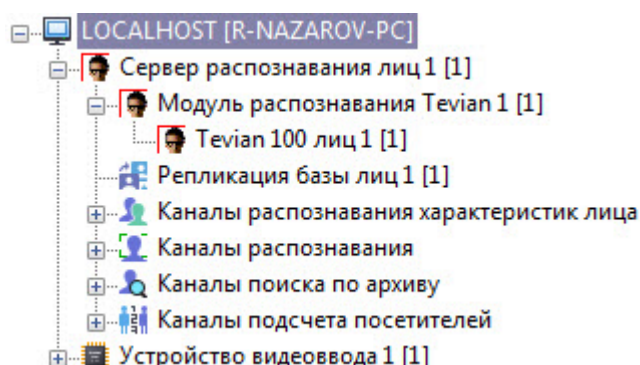 LOCALHOST [R-NAZAROV-PC]
Сервер распознавания лиц 1 [1]
Модуль распознавания Tevian 1 [1]
Tevian 100 лиц 1 [1]
Репликация базы лиц 1 [1]
Каналы распознавания характеристик лица
Каналы распознавания
Каналы поиска по архиву
Каналы подсчета посетителей
Устройство видеоввода 1 [1]